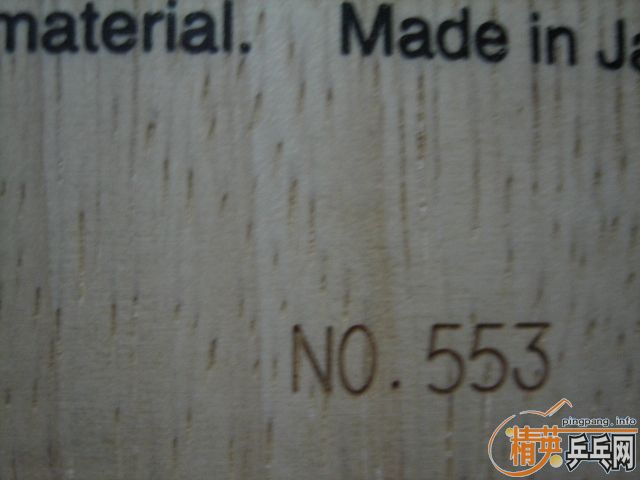 material. Made in Ja
NO. 553
pingpang.info
精英乒乓网